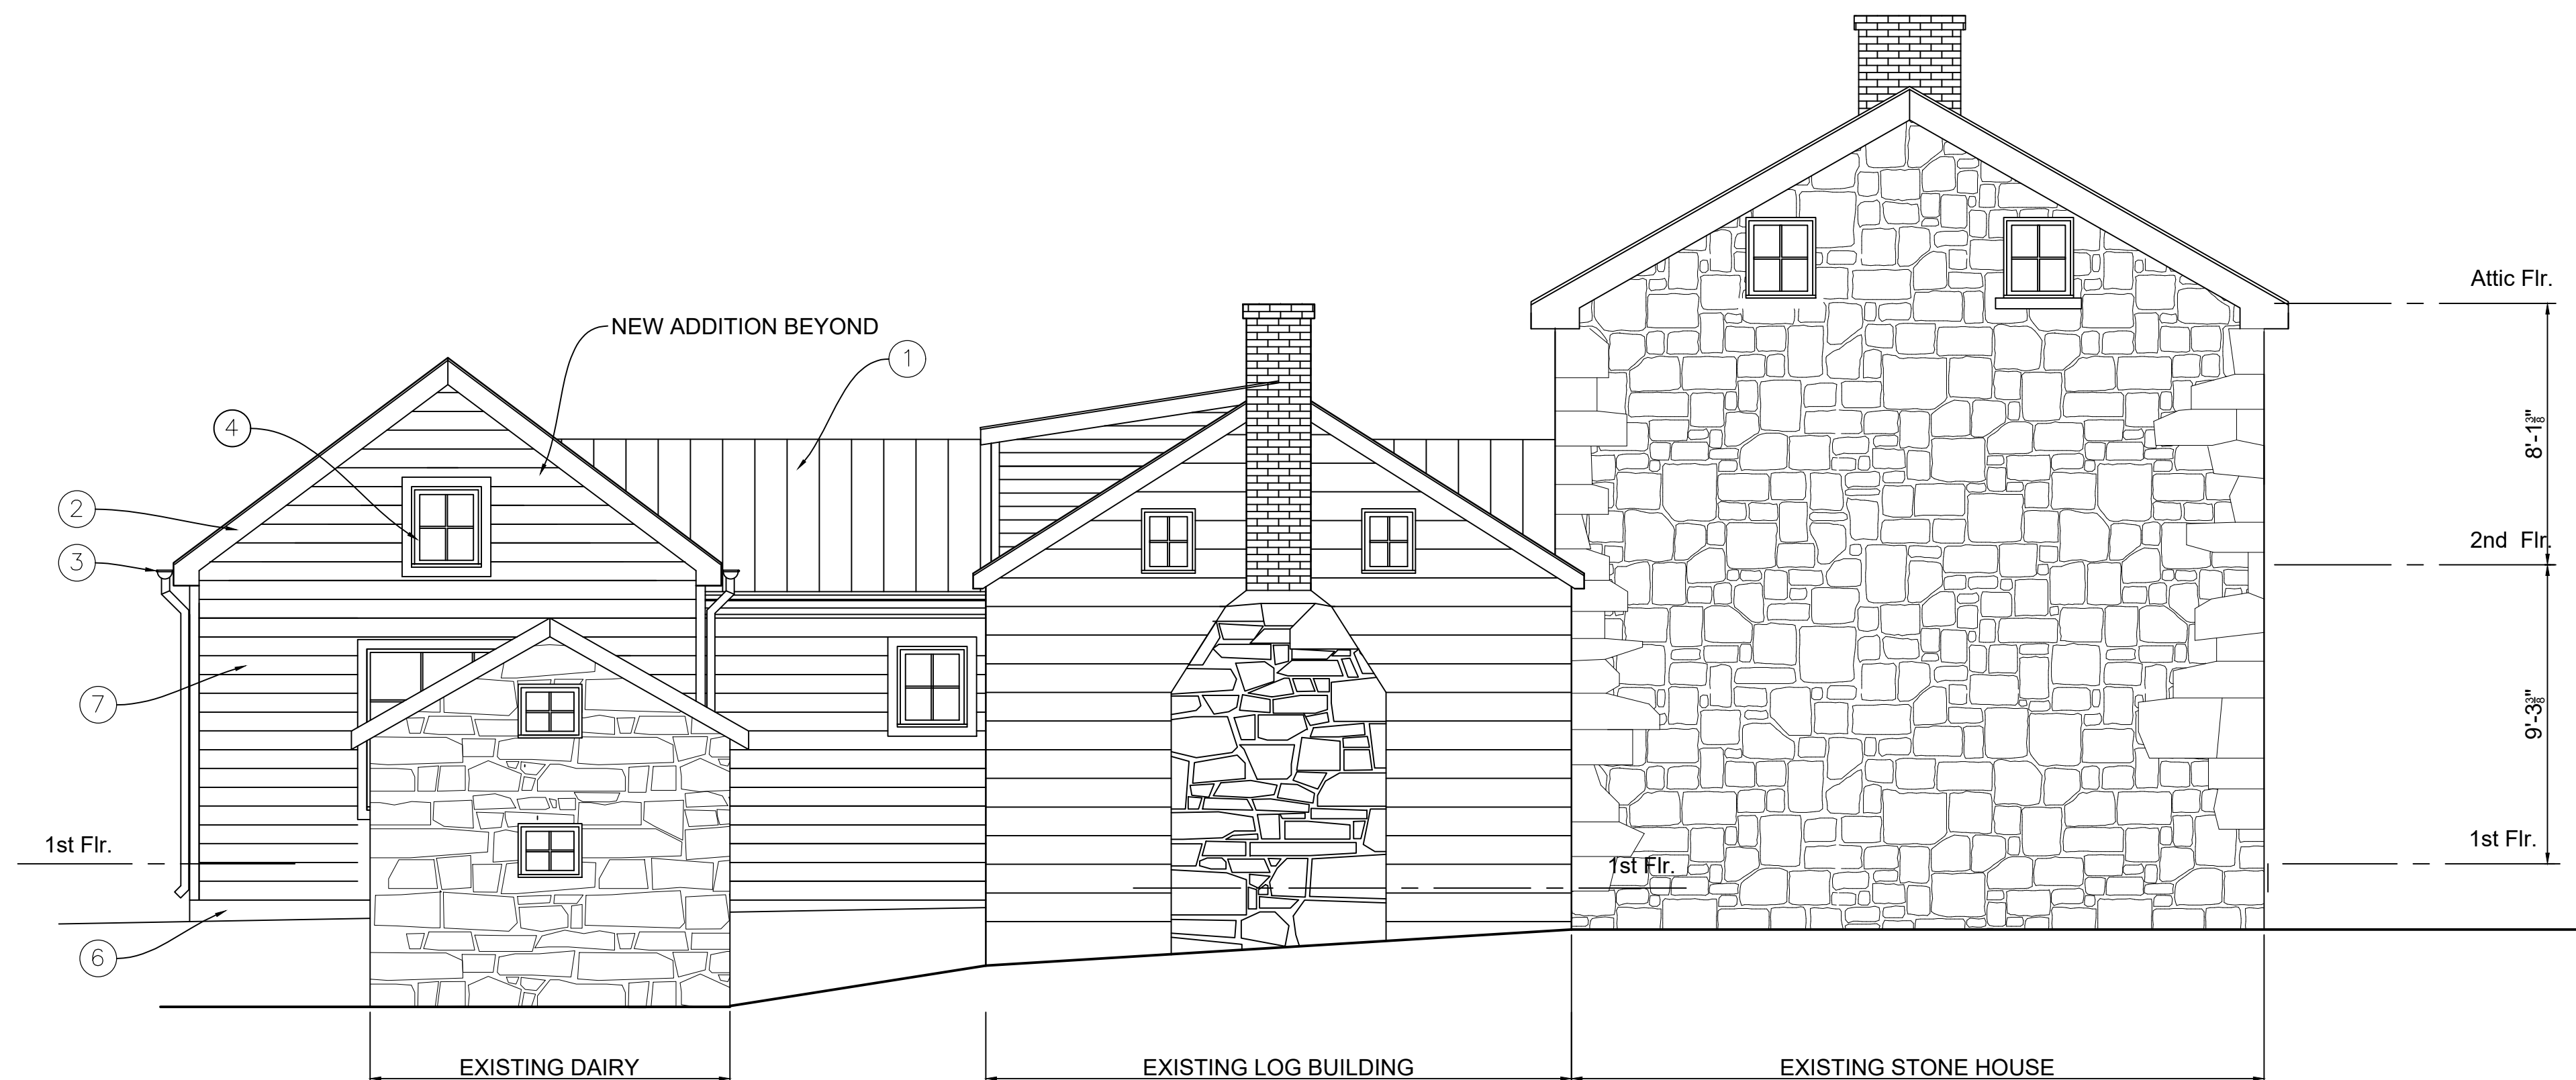 Attic Flr.
NEW ADDITION BEYOND
1
4
8'-1⅜"
2
2nd Flr.
3
7
9'-3⅜"
1st Flr.
1st Flr.
1st Flr.
6
EXISTING DAIRY
EXISTING LOG BUILDING
EXISTING STONE HOUSE